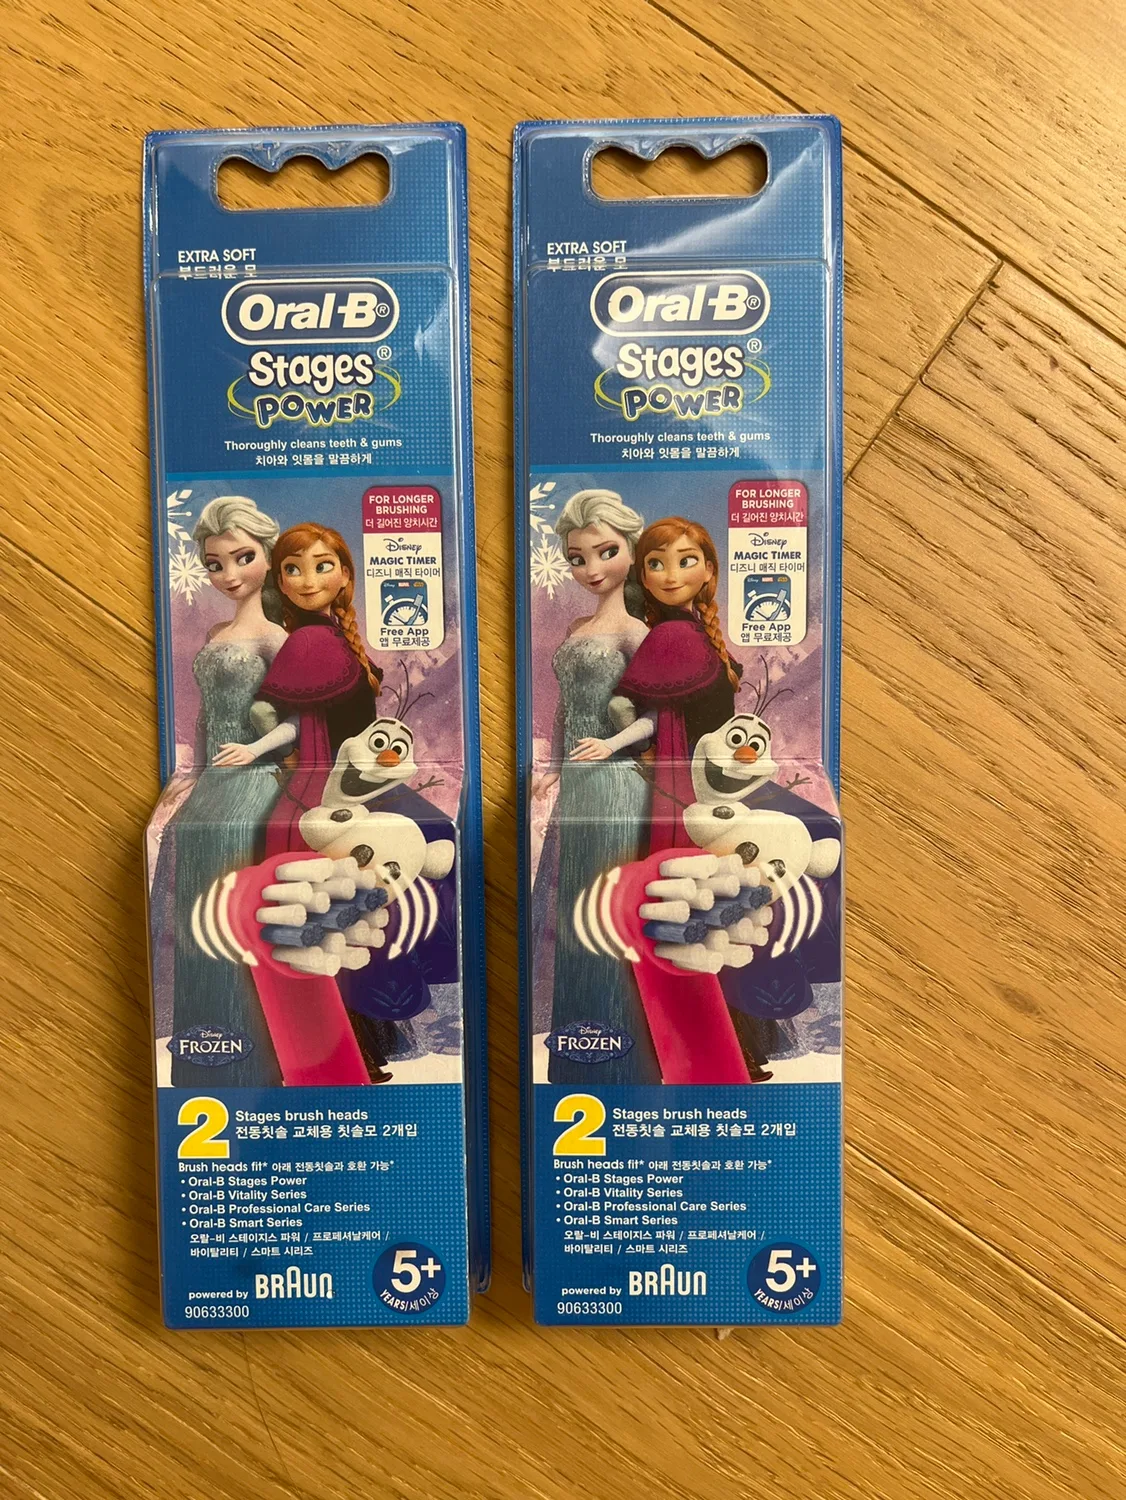 EXTRA SOFT
부드러운 모
Oral-B®
Stages®
POWER
Thoroughly cleans teeth & gums
치아와 잇몸을 말끔하게
FOR LONGER
BRUSHING
더 길어진 양치시간
Disney
MAGIC TIMER
디즈니 매직 타이머
Free App
앱 무료제공
Disney
FROZEN
2 Stages brush heads
전동칫솔 교체용 칫솔모 2개입
Brush heads fit* 아래 전동칫솔과 호환 가능*
• Oral-B Stages Power
• Oral-B Vitality Series
• Oral-B Professional Care Series
• Oral-B Smart Series
오랄-비 스테이지스 파워 / 프로페셔날케어 /
바이탈리티 / 스마트 시리즈
powered by BRAUN
5+
YEARS/세이상
90633300
EXTRA SOFT
부드러운 모
Oral-B®
Stages®
POWER
Thoroughly cleans teeth & gums
치아와 잇몸을 말끔하게
FOR LONGER
BRUSHING
더 길어진 양치시간
Disney
MAGIC TIMER
디즈니 매직 타이머
Free App
앱 무료제공
Disney
FROZEN
2 Stages brush heads
전동칫솔 교체용 칫솔모 2개입
Brush heads fit* 아래 전동칫솔과 호환 가능*
• Oral-B Stages Power
• Oral-B Vitality Series
• Oral-B Professional Care Series
• Oral-B Smart Series
오랄-비 스테이지스 파워 / 프로페셔날케어 /
바이탈리티 / 스마트 시리즈
powered by BRAUN
5+
YEARS/세이상
90633300